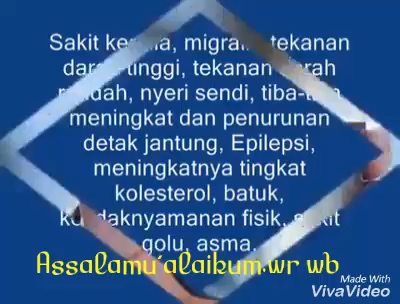 Sakit kepala, migrain, tekanan
darah tinggi, tekanan darah
rendah, nyeri sendi, tiba-tiba
meningkat dan penurunan
detak jantung, Epilepsi,
meningkatnya tingkat
kolesterol, batuk,
ketidaknyamanan fisik, sakit
golu, asma,
Assalamu'alaikum.wr wb
Made With
VivaVideo